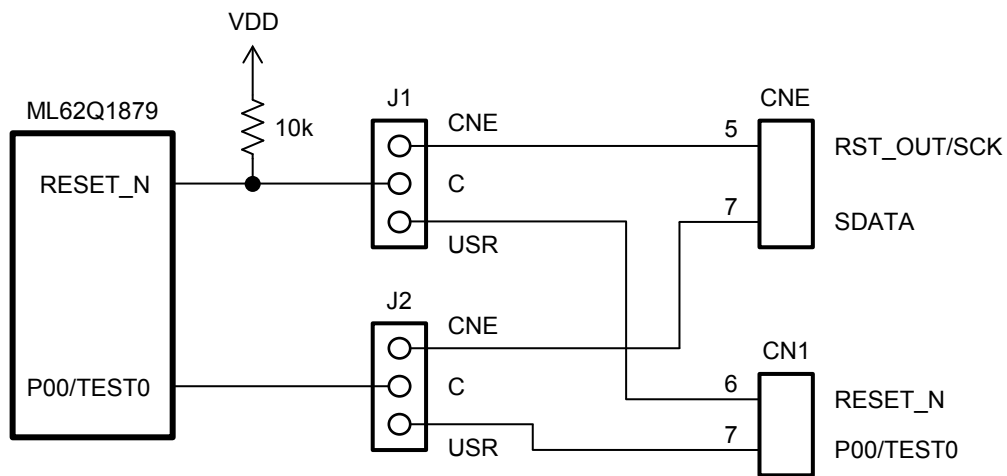 VDD
ML62Q1879
10k
J1
CNE
CNE
5
RST_OUT/SCK
RESET_N
C
7
SDATA
USR
J2
CNE
CN1
P00/TEST0
C
6
RESET_N
USR
7
P00/TEST0